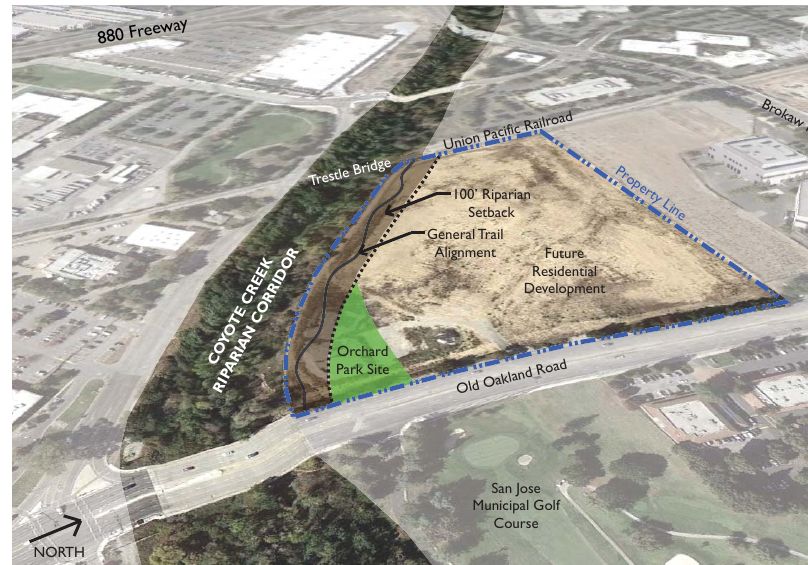 880 Freeway
Brokaw
Union Pacific Railroad
Trestle Bridge
Property Line
100' Riparian
Setback
General Trail
Alignment
Future
Residential
Development
COYOTE CREEK
RIPARIAN CORRIDOR
Orchard
Park Site
Old Oakland Road
San Jose
Municipal Golf
Course
NORTH